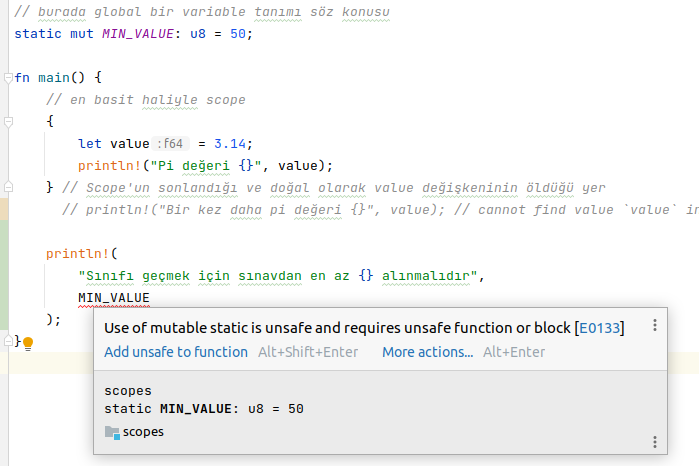 // burada global bir variable tanımı söz konusu
static mut MIN_VALUE: u8 = 50;
fn main() {
// en basit haliyle scope
{
let value :f64 = 3.14;
println!("Pi değeri {}", value);
} // Scope'un sonlandığı ve doğal olarak value değişkeninin öldüğü yer
// println!("Bir kez daha pi değeri {}", value); // cannot find value `value` in
println!(
"Sınıfı geçmek için sınavdan en az {} alınmalıdır",
MIN_VALUE
);
}
Use of mutable static is unsafe and requires unsafe function or block [E0133]
Add unsafe to function Alt+Shift+Enter More actions... Alt+Enter
scopes
static MIN_VALUE: u8 = 50
scopes